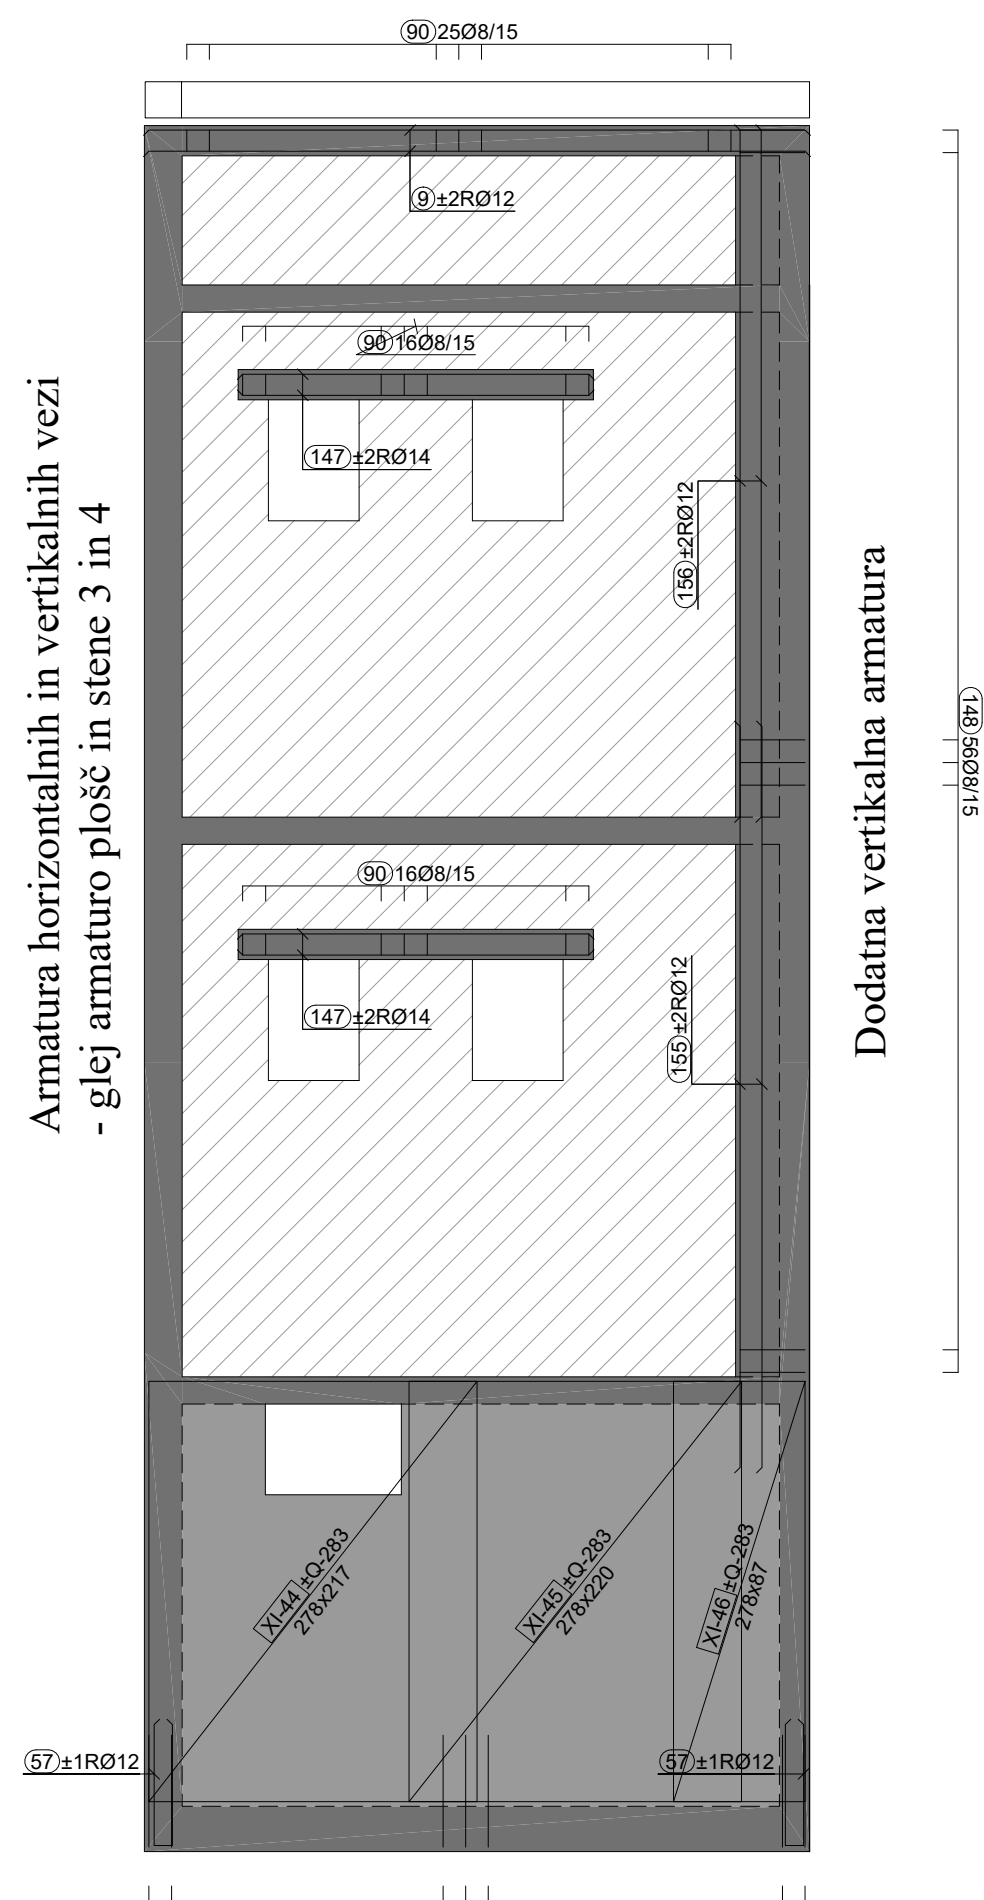 90 25Ø8/15
9 ±2RØ12
90 16Ø8/15
147 ±2RØ14
156 ±2RØ12
Armatura horizontalnih in vertikalnih vezi
- glej armaturo plošč in stene 3 in 4
Dodatna vertikalna armatura
148 56Ø8/15
90 16Ø8/15
147 ±2RØ14
155 ±2RØ12
XI-44 ±Q-283
278x217
XI-45 ±Q-283
278x220
XI-46 ±Q-283
278x87
57 ±1RØ12
57 ±1RØ12